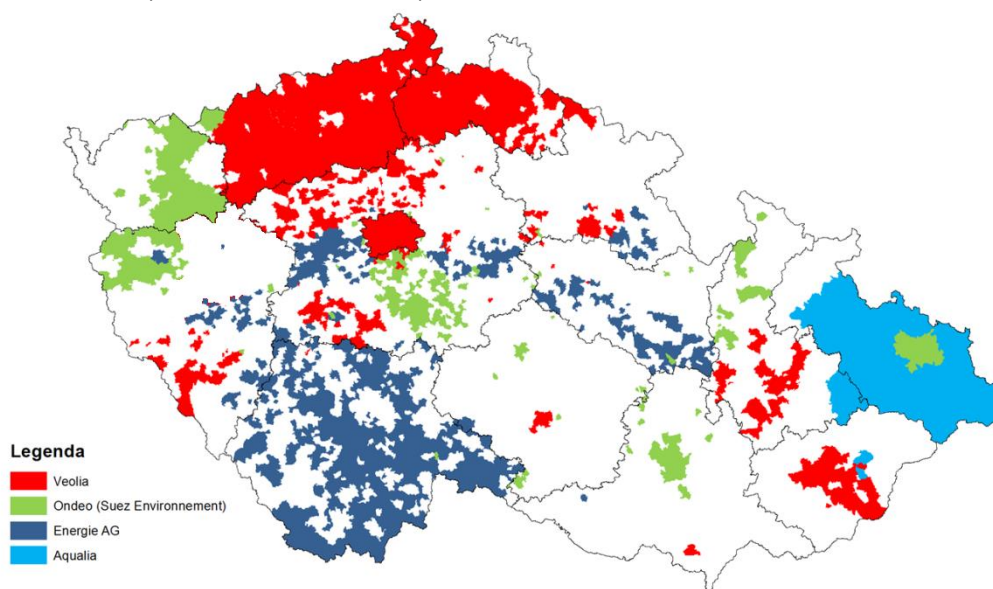 Legenda
Veolia
Ondeo (Suez Environnement)
Energie AG
Aqualia